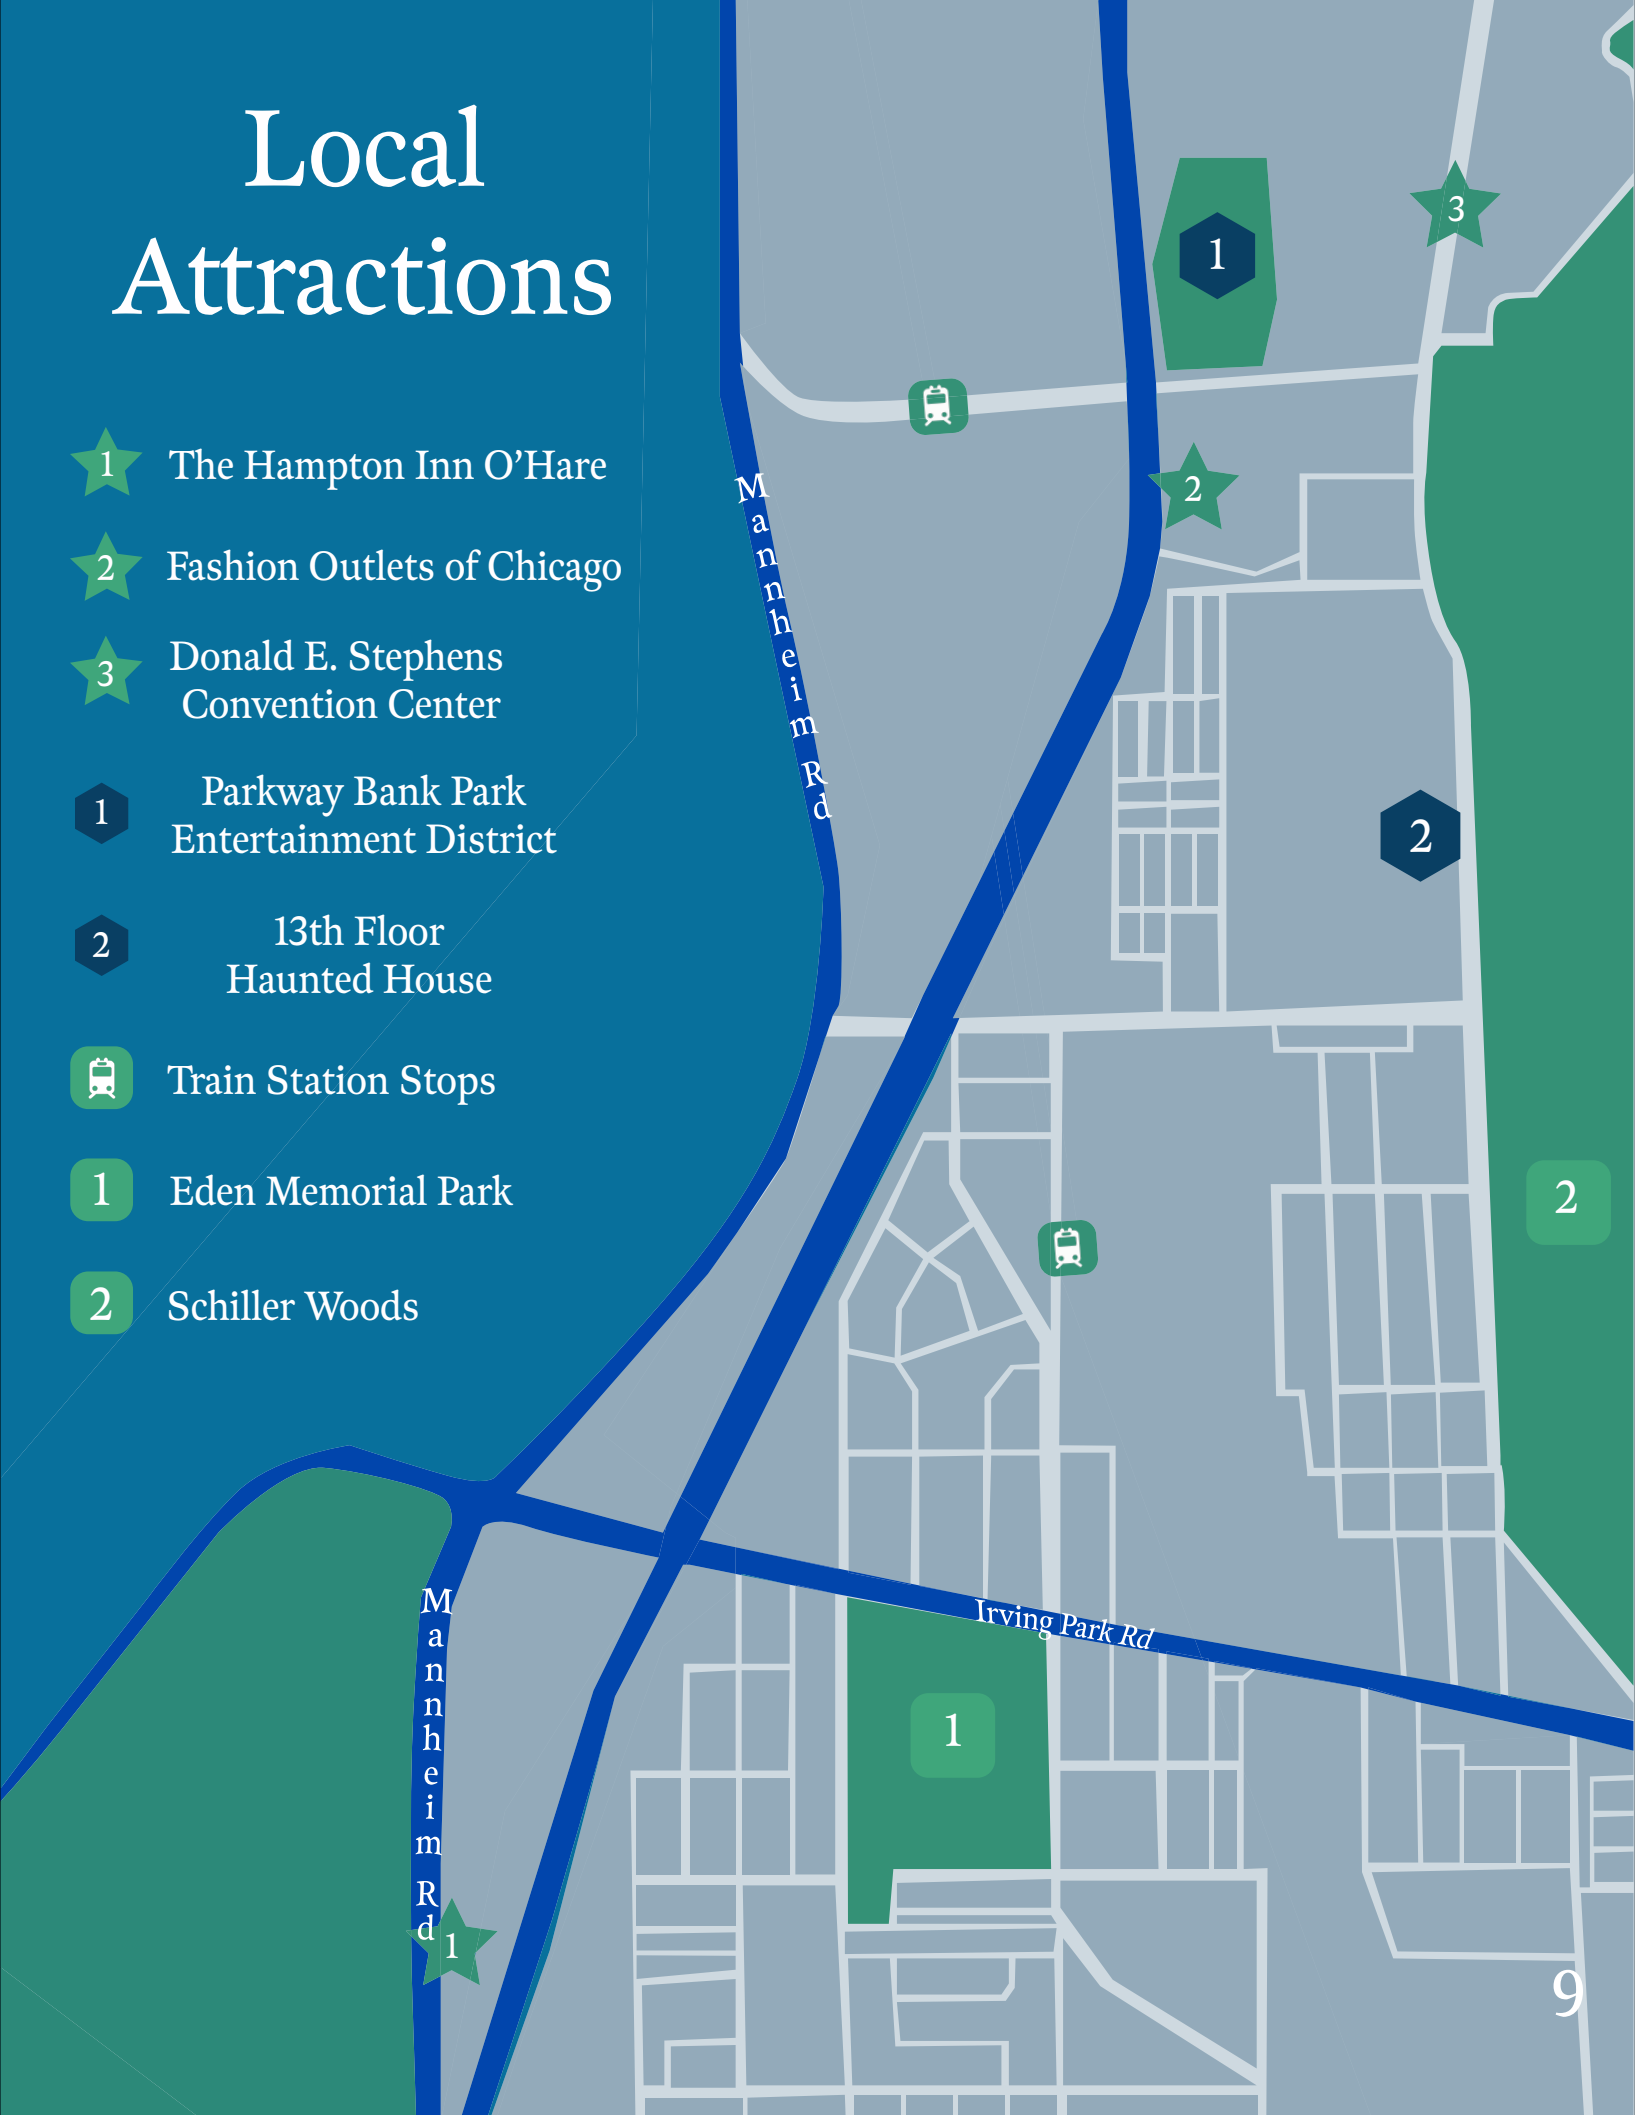 Local
Attractions
1 The Hampton Inn O’Hare
2 Fashion Outlets of Chicago
3 Donald E. Stephens
Convention Center
1 Parkway Bank Park
Entertainment District
2 13th Floor
Haunted House
Train Station Stops
1 Eden Memorial Park
2 Schiller Woods
3
1
2
Mannheim Rd
2
2
Irving Park Rd
1
Mannheim Rd
1
9